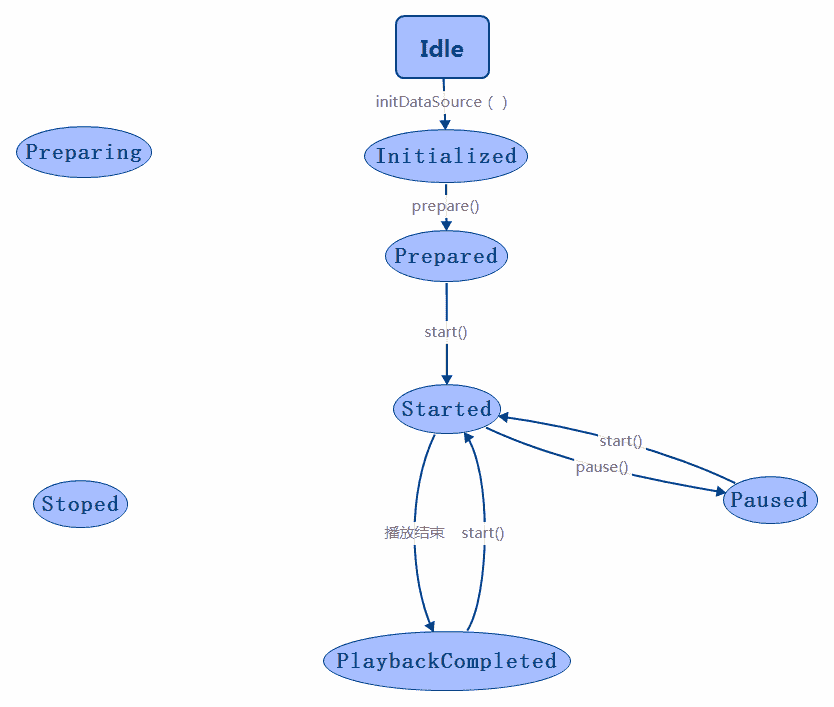 Idle
initDataSource ( )
Preparing
Initialized
prepare()
Prepared
start()
Started
start()
pause()
Stoped
Paused
播放结束
start()
PlaybackCompleted